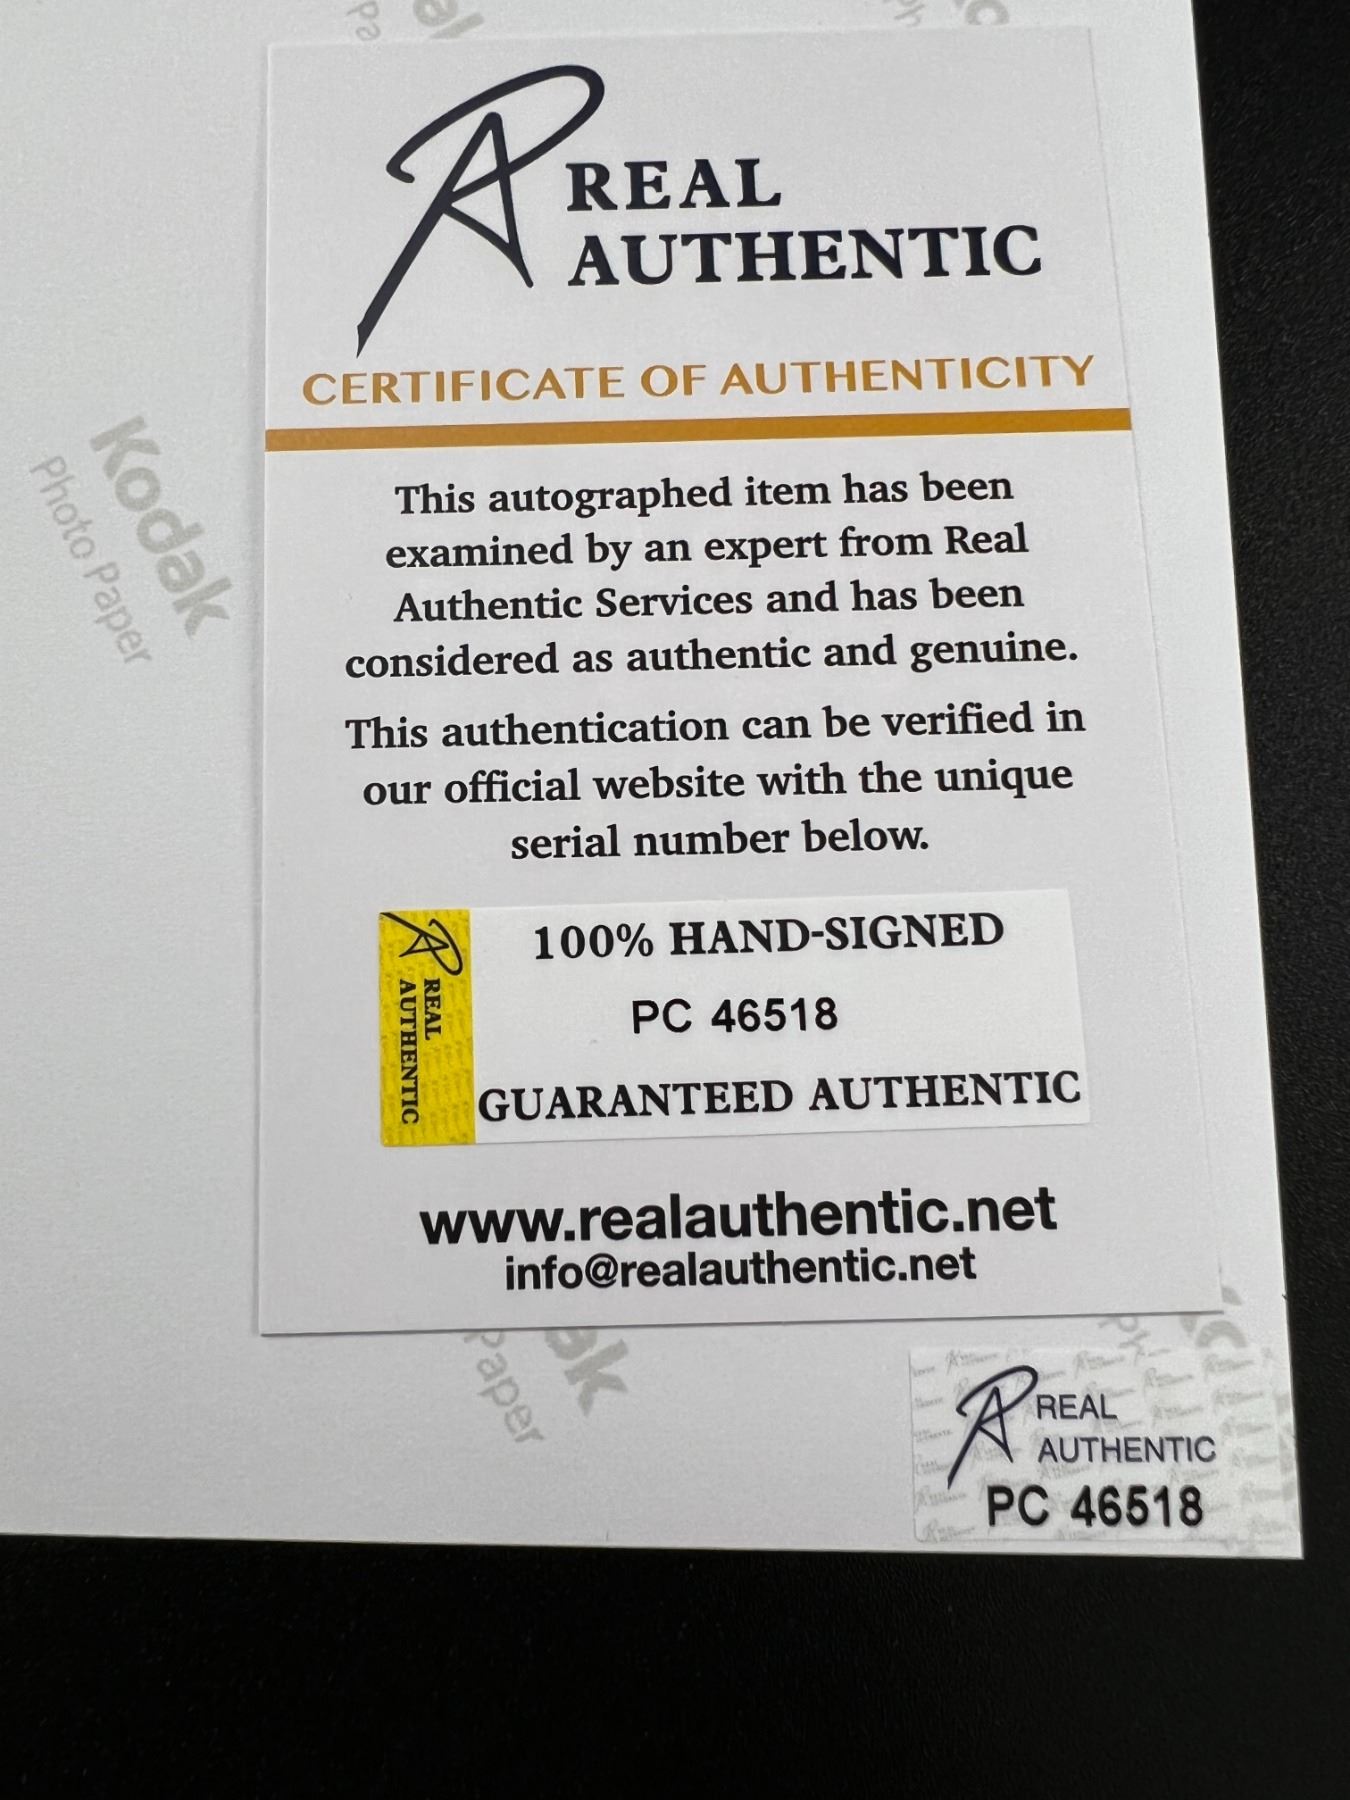 REAL
AUTHENTIC
CERTIFICATE OF AUTHENTICITY
This autographed item has been
examined by an expert from Real
Authentic Services and has been
considered as authentic and genuine.
This authentication can be verified in
our official website with the unique
serial number below.
REAL
AUTHENTIC
100% HAND-SIGNED
PC 46518
GUARANTEED AUTHENTIC
www.realauthentic.net
info@realauthentic.net
Kodak
Photo Paper
Paper
REAL
AUTHENTIC
PC 46518